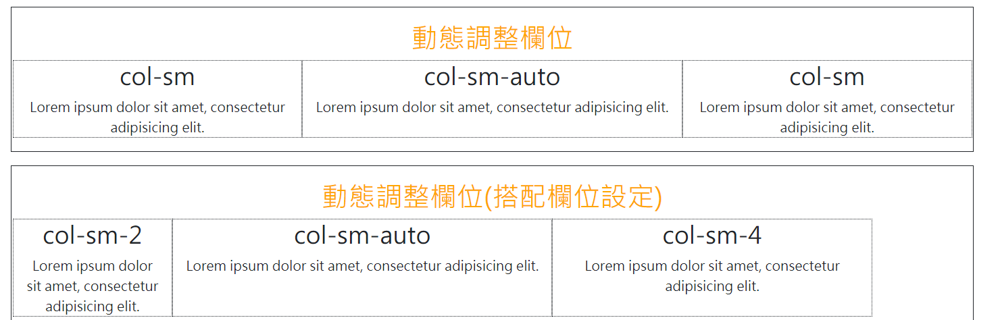 動態調整欄位
col-sm
Lorem ipsum dolor sit amet, consectetur
adipisicing elit.
col-sm-auto
Lorem ipsum dolor sit amet, consectetur adipisicing elit.
col-sm
Lorem ipsum dolor sit amet, consectetur
adipisicing elit.
動態調整欄位(搭配欄位設定)
col-sm-2
Lorem ipsum dolor
sit amet, consectetur
adipisicing elit.
col-sm-auto
Lorem ipsum dolor sit amet, consectetur adipisicing elit.
col-sm-4
Lorem ipsum dolor sit amet, consectetur
adipisicing elit.